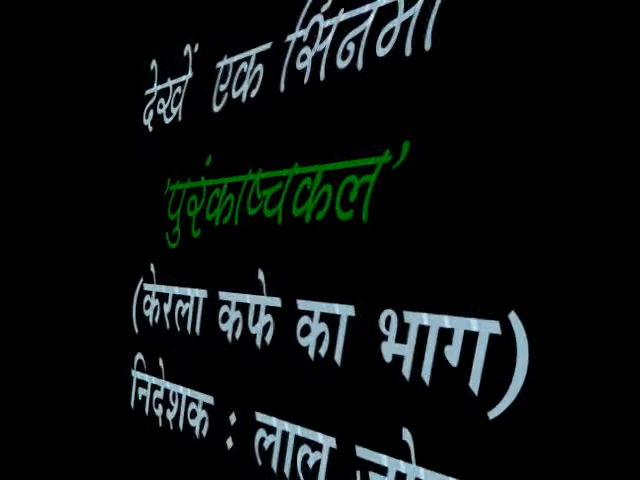 देखें एक सिनेमा
'पुरंकाष्चकल'
(केरला कफे का भाग)
निदेशक : लाल